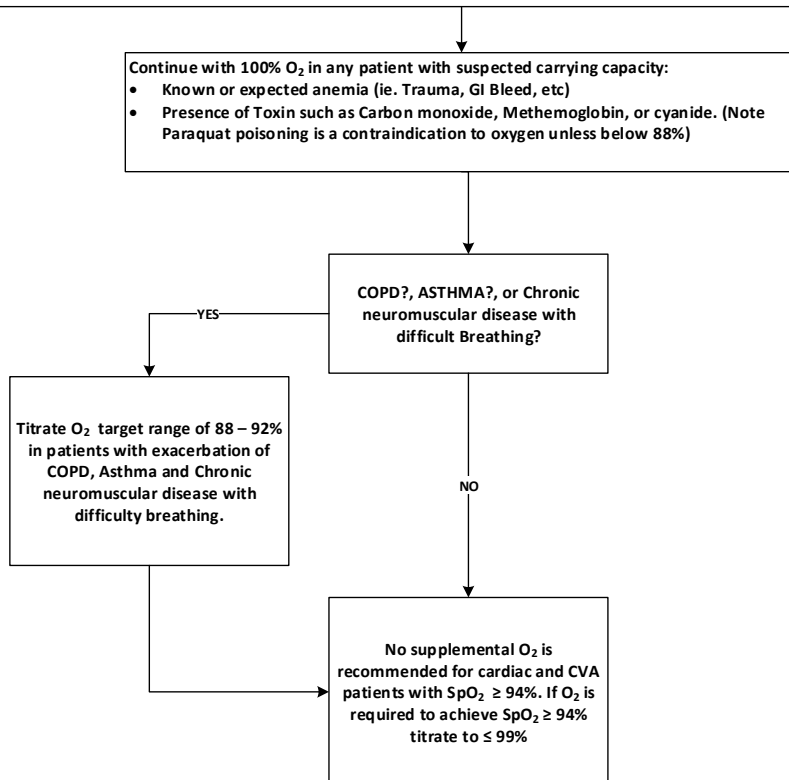 Continue with 100% O₂ in any patient with suspected carrying capacity:
• Known or expected anemia (ie. Trauma, GI Bleed, etc)
• Presence of Toxin such as Carbon monoxide, Methemoglobin, or cyanide. (Note
Paraquat poisoning is a contraindication to oxygen unless below 88%)
COPD?, ASTHMA?, or Chronic
neuromuscular disease with
difficult Breathing?
YES
Titrate O₂ target range of 88 – 92%
in patients with exacerbation of
COPD, Asthma and Chronic
neuromuscular disease with
difficulty breathing.
NO
No supplemental O₂ is
recommended for cardiac and CVA
patients with SpO₂ ≥ 94%. If O₂ is
required to achieve SpO₂ ≥ 94%
titrate to ≤ 99%